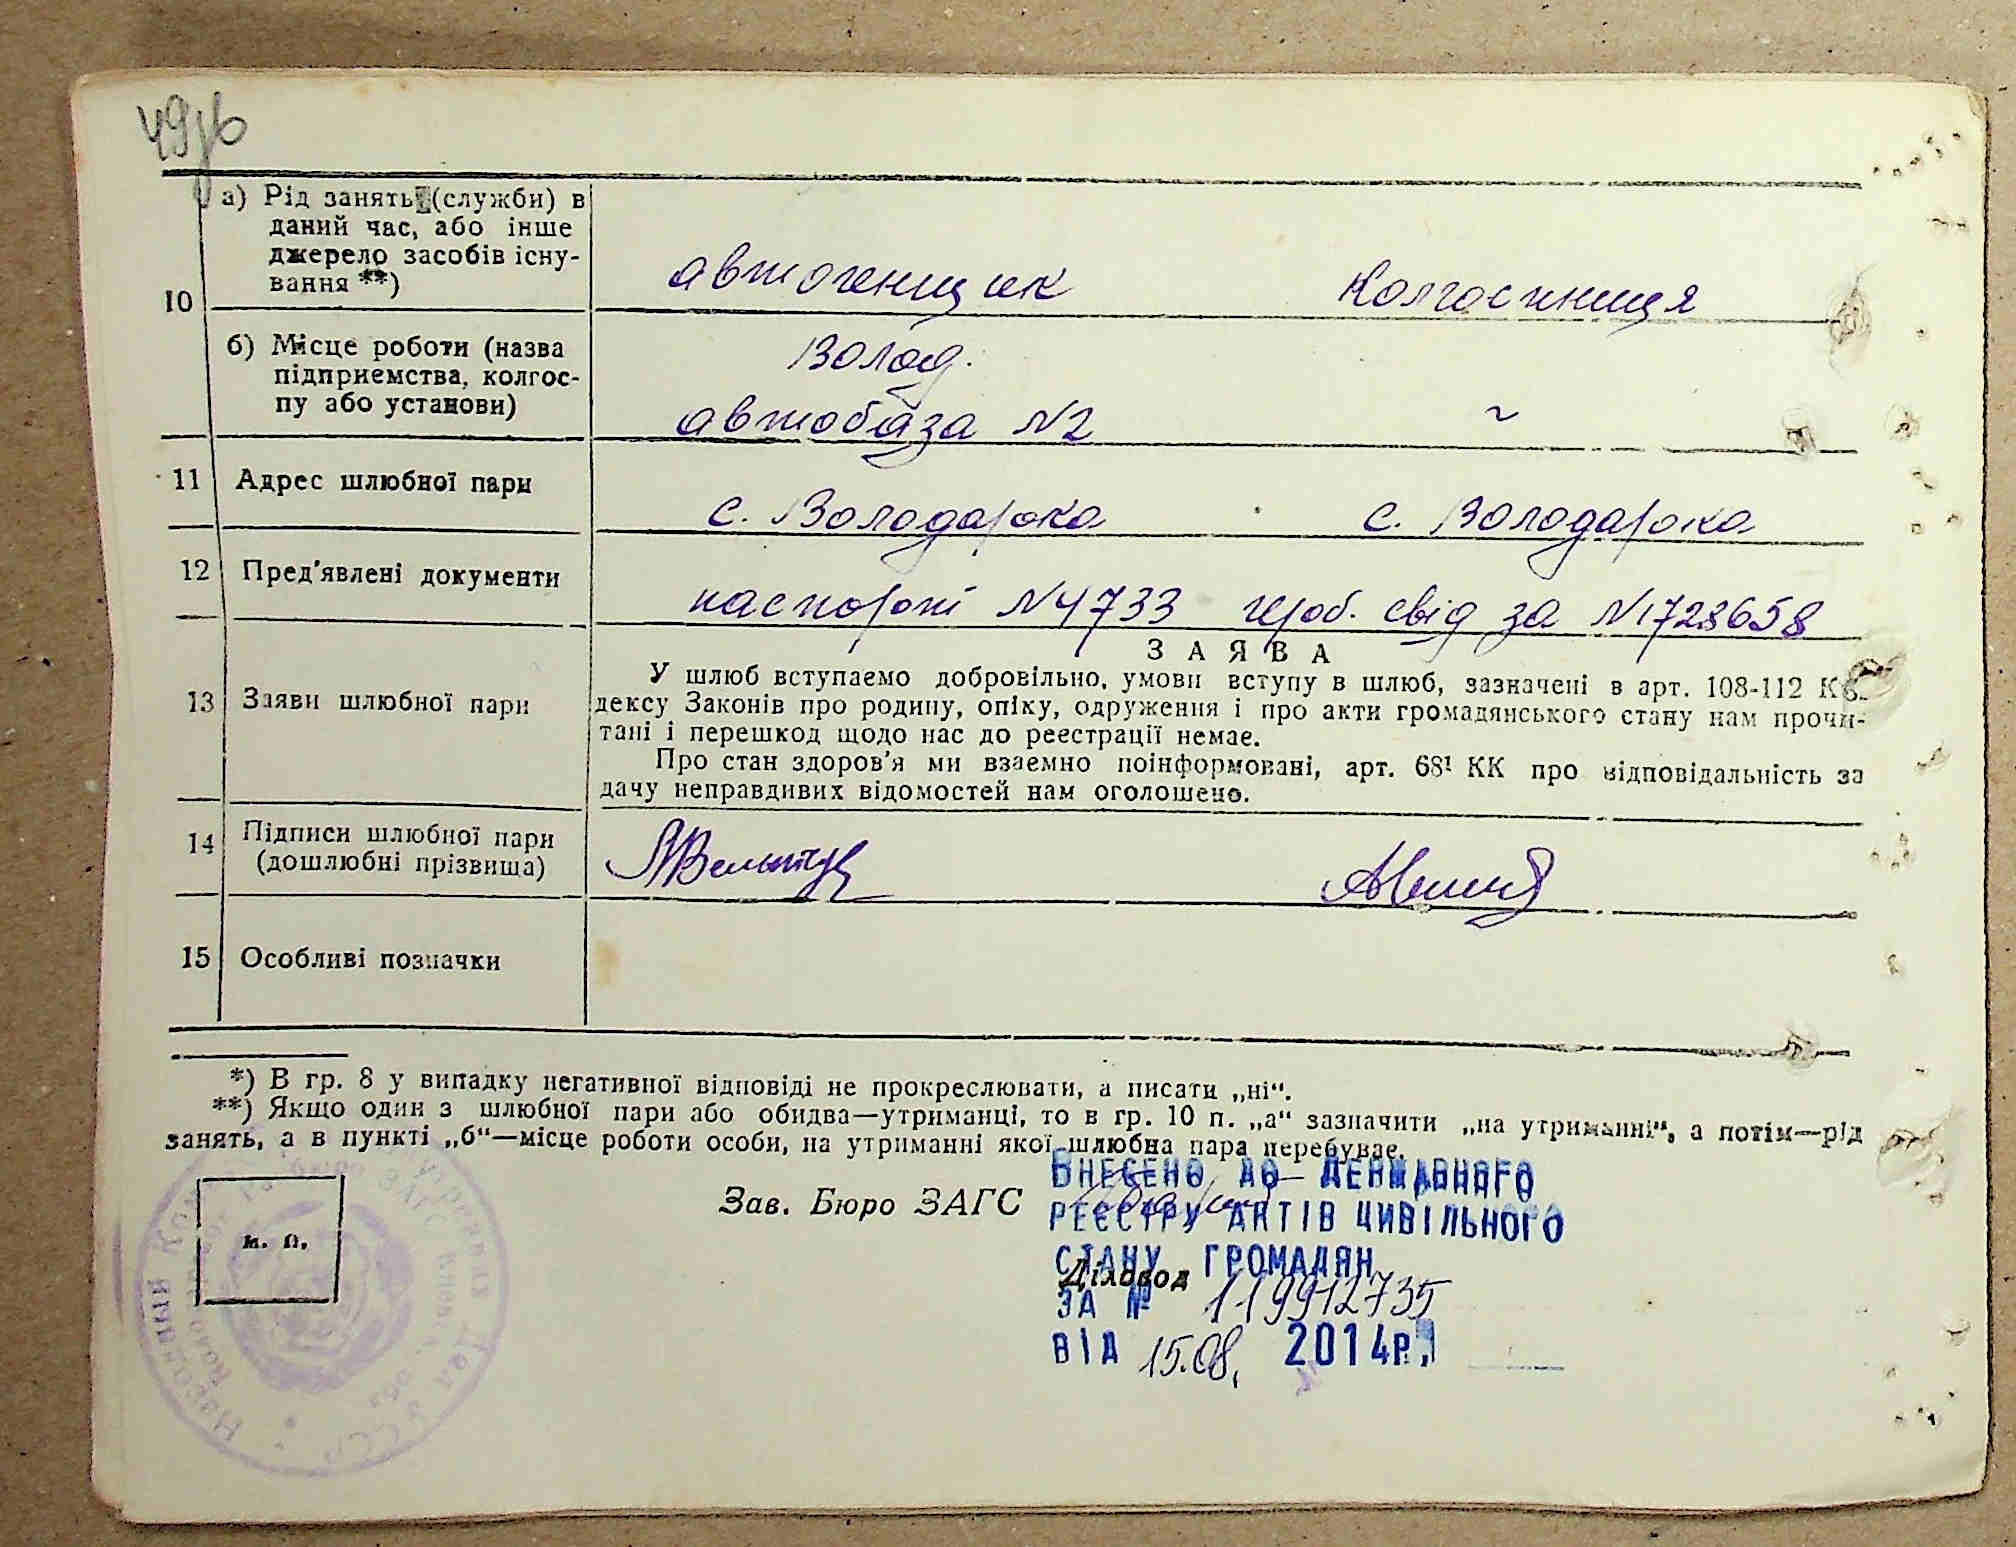 а) Рід занять (служби) в
даний час, або інше
джерело засобів існу-
вання **)
10
автогенщик Колгоспниця
б) Місце роботи (назва
підприємства, колгос-
пу або установи)
Волод.
автобаза №2 ~
11 Адрес шлюбної пари
с. Володарка с. Володарка
12 Пред'явлені документи
паспорті №4733 черб. свід за №1728658
13 Заяви шлюбної пари
ЗАЯВА
У шлюб вступаємо добровільно, умови вступу в шлюб, зазначені в арт. 108-112 Ко-
дексу Законів про родину, опіку, одруження і про акти громадянського стану нам прочи-
тані і перешкод щодо нас до реєстрації немає.
Про стан здоров'я ми взаємно поінформовані, арт. 68¹ КК про відповідальність за
дачу неправдивих відомостей нам оголошено.
14 Підписи шлюбної пари
(дошлюбні прізвища)
15 Особливі позначки
*) В гр. 8 у випадку негативної відповіді не прокреслювати, а писати „ні“.
**) Якщо один з шлюбної пари або обидва—утриманці, то в гр. 10 п. „а“ зазначити „на утриманні“, а потім—рід
занять, а в пункті „б“—місце роботи особи, на утриманні якої шлюбна пара перебуває.
м. п.
Зав. Бюро ЗАГС
Діловод
ВНЕСЕНО ДО ДЕРЖАВНОГО
РЕЄСТРУ АКТІВ ЦИВІЛЬНОГО
СТАНУ ГРОМАДЯН
ЗА № 119912735
ВІД 15.08. 2014р.